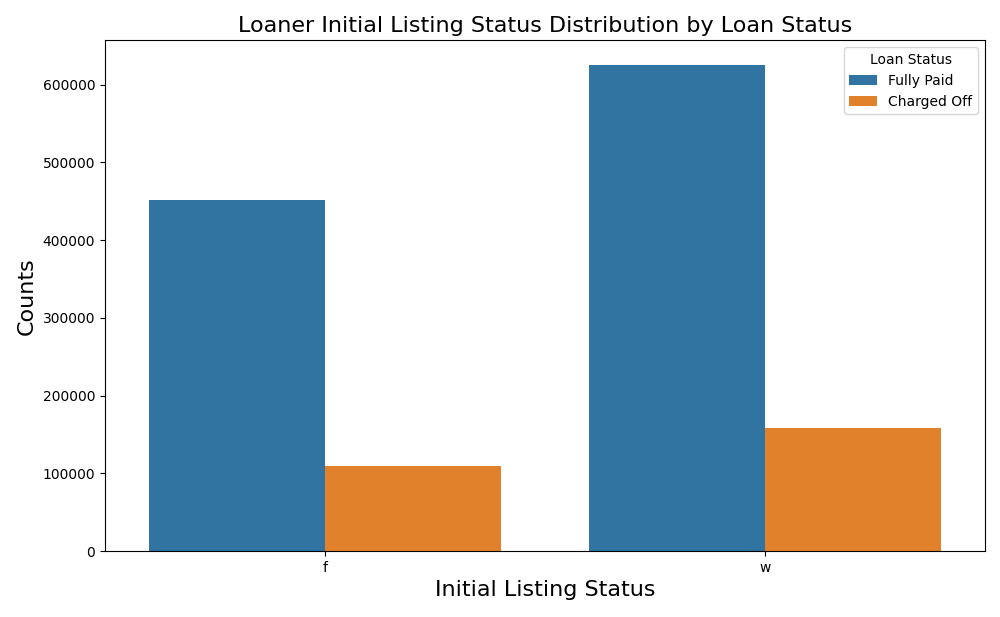 Loaner Initial Listing Status Distribution by Loan Status
Loan Status
Fully Paid
Charged Off
Counts
600000
500000
400000
300000
200000
100000
0
f
w
Initial Listing Status